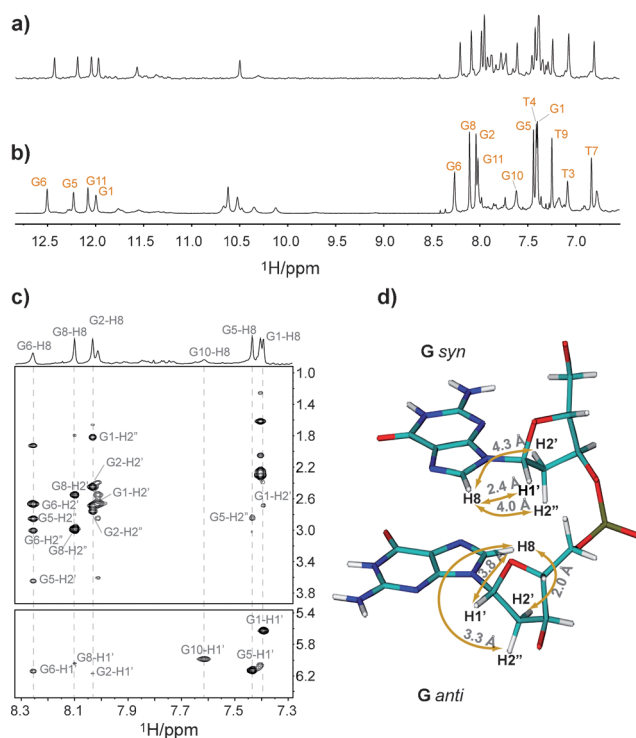 a)
b)
G6
G5
G11
G1
T4
G1
G8
G2
G5
T9
G6
G11
G10
T3
T7
12.5 12.0 11.5 11.0 10.5 10.0 9.5 9.0 8.5 8.0 7.5 7.0
¹H/ppm
c)
G6-H8
G8-H8
G2-H8
G10-H8
G5-H8
G1-H8
1.0
1.4
1.8
2.2
2.6
3.0
3.4
3.8
G1-H2"
G2-H2'
G8-H2'
G1-H2'
G1-H2'
G6-H2'
G5-H2"
G5-H2"
G6-H2"
G2-H2"
G8-H2"
G5-H2'
5.4
5.8
6.2
G1-H1'
G10-H1'
G8-H1'
G5-H1'
G6-H1'
G2-H1'
8.3 8.1 7.9 7.7 7.5 7.3
¹H/ppm
d)
G syn
4.3 Å
H2'
H8
2.4 Å
H1'
4.0 Å
H2"
H8
3.8 Å
2.0 Å
H1'
H2'
3.3 Å
H2"
G anti